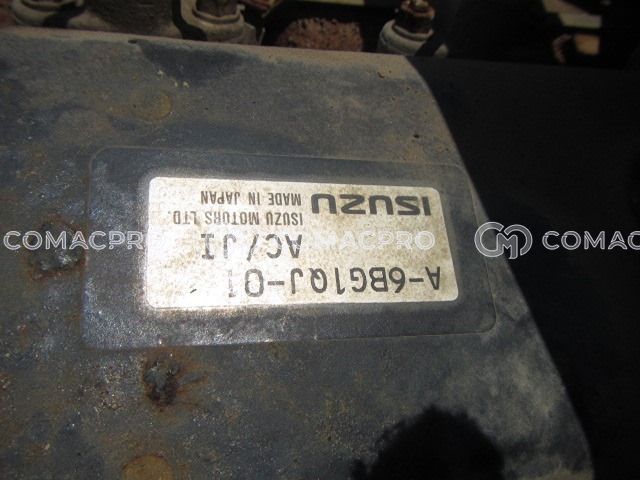 ISUZU
ISUZU MOTORS LTD.
MADE IN JAPAN
A-6BG1QJ-01
AC/JI
COMACPRO
COMACPRO
COMACPRO